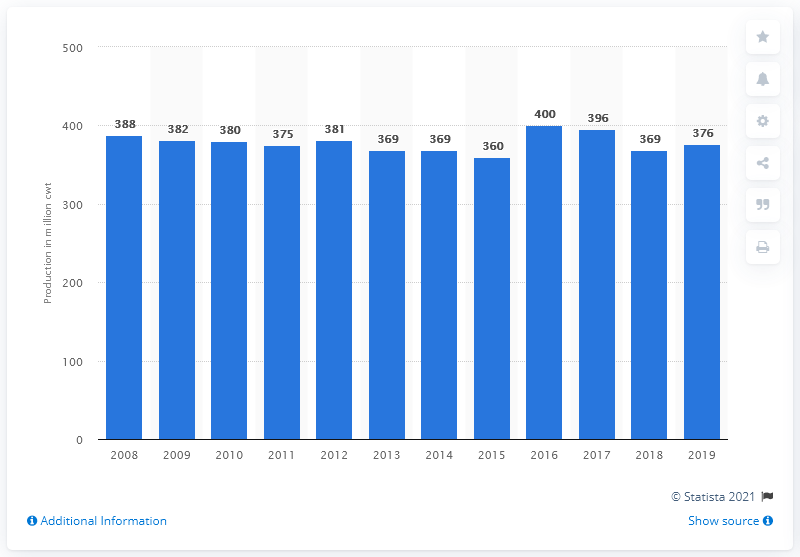 500
400
300
200
100
0
Production in million cwt
388 382 380 375 381 369 369 360 400 396 369 376
2008 2009 2010 2011 2012 2013 2014 2015 2016 2017 2018 2019
© Statista 2021
Additional Information
Show source